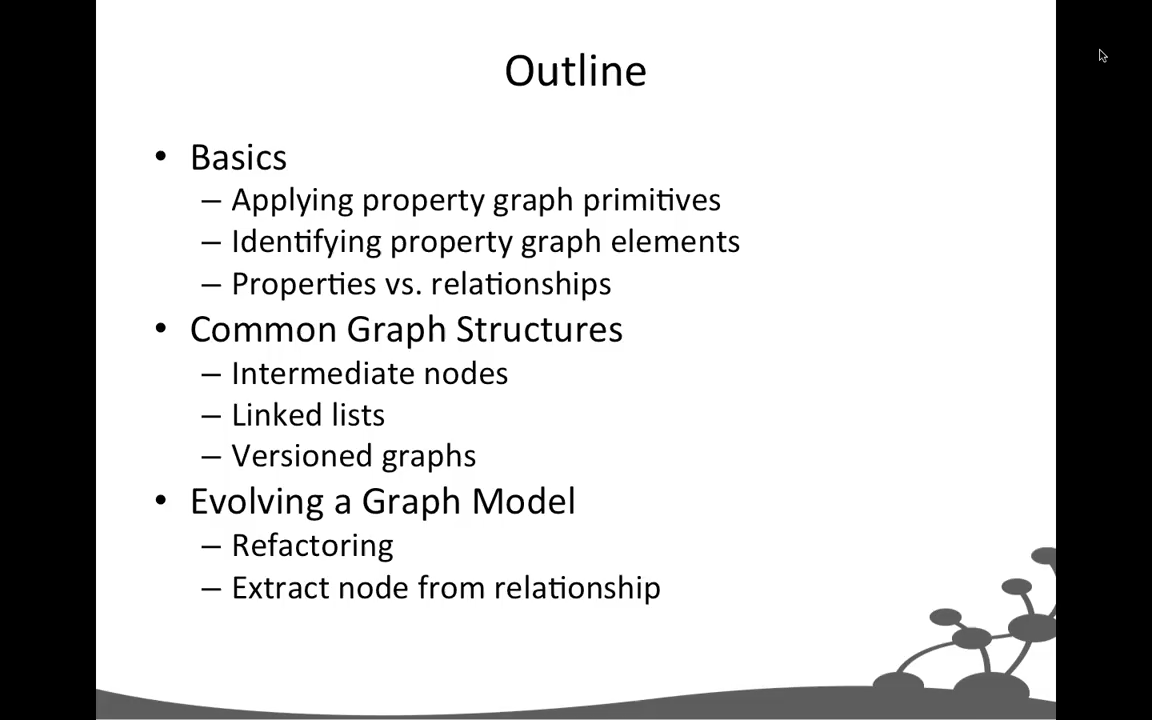 Outline
• Basics
– Applying property graph primitives
– Identifying property graph elements
– Properties vs. relationships
• Common Graph Structures
– Intermediate nodes
– Linked lists
– Versioned graphs
• Evolving a Graph Model
– Refactoring
– Extract node from relationship